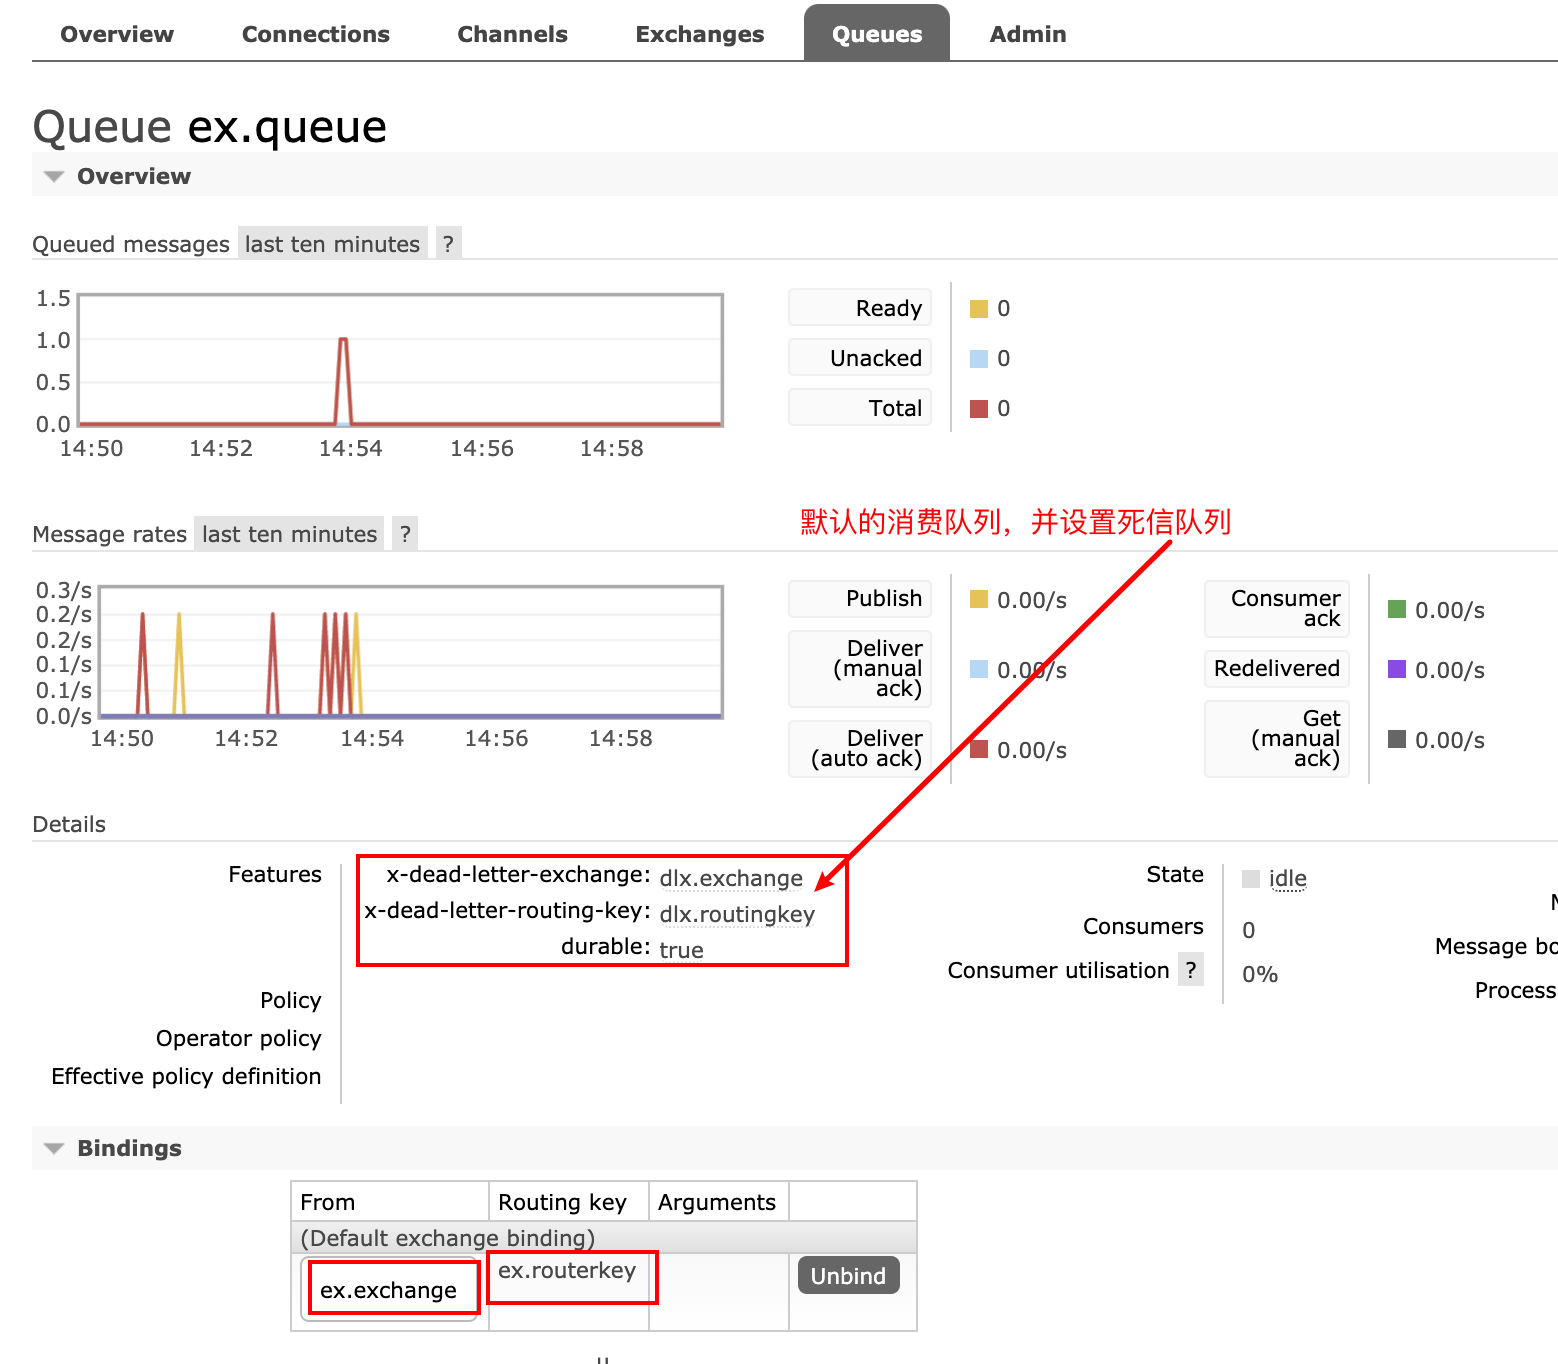 Overview Connections Channels Exchanges Queues Admin
Queue ex.queue
Overview
Queued messages last ten minutes ?
1.5
1.0
0.5
0.0
14:50 14:52 14:54 14:56 14:58
Ready 0
Unacked 0
Total 0
默认的消费队列，并设置死信队列
Message rates last ten minutes ?
0.3/s
0.2/s
0.2/s
0.1/s
0.1/s
0.0/s
14:50 14:52 14:54 14:56 14:58
Publish 0.00/s
Deliver
(manual 0.00/s
ack)
Deliver
(auto ack) 0.00/s
Consumer
ack 0.00/s
Redelivered 0.00/s
Get
(manual 0.00/s
ack)
Details
Features
x-dead-letter-exchange: dlx.exchange
x-dead-letter-routing-key: dlx.routingkey
durable: true
Policy
Operator policy
Effective policy definition
State idle
Consumers 0
Consumer utilisation ? 0%
Message bo
Process
Bindings
From Routing key Arguments
(Default exchange binding)
ex.exchange ex.routerkey Unbind